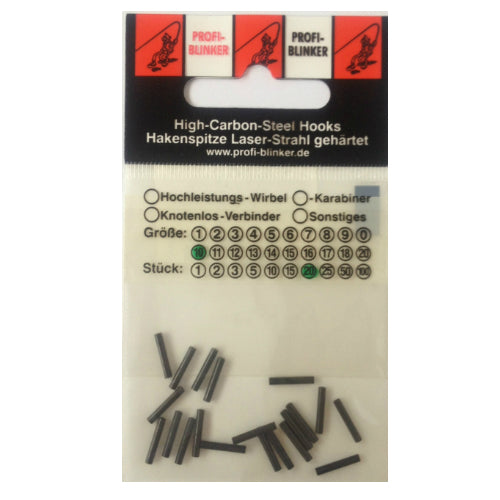 PROFI-
BLINKER
PROFI-
BLINKER
High-Carbon-Steel Hooks
Hakenspitze Laser-Strahl gehärtet
www.profi-blinker.de
Hochleistungs-Wirbel -Karabiner
Knotenlos-Verbinder Sonstiges
Größe: 1 2 3 4 5 6 7 8 9 0
10 11 12 13 14 15 16 17 18 20
Stück: 1 2 3 5 10 15 20 25 50 100